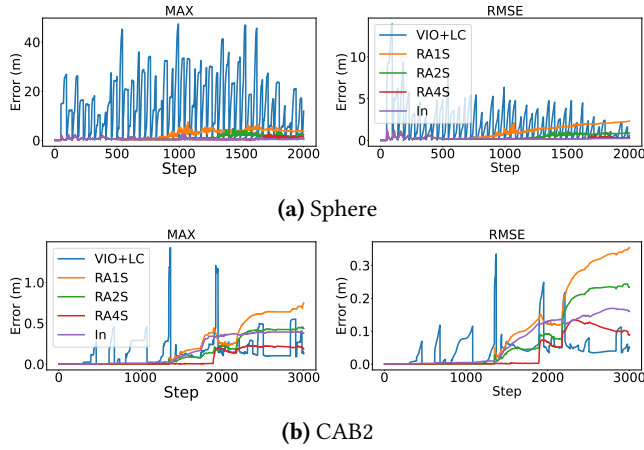 MAX
RMSE
Error (m)
40
20
0
0
500
1000
1500
2000
Step
Error (m)
10
5
0
VIO+LC
RA1S
RA2S
RA4S
In
0
500
1000
1500
2000
Step
(a) Sphere
MAX
RMSE
Error (m)
1.0
0.5
0.0
VIO+LC
RA1S
RA2S
RA4S
In
0
1000
2000
3000
Step
Error (m)
0.3
0.2
0.1
0.0
0
1000
2000
3000
Step
(b) CAB2